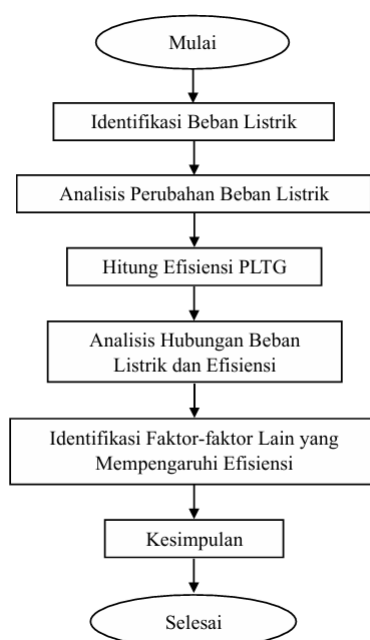 Mulai
Identifikasi Beban Listrik
Analisis Perubahan Beban Listrik
Hitung Efisiensi PLTG
Analisis Hubungan Beban
Listrik dan Efisiensi
Identifikasi Faktor-faktor Lain yang
Mempengaruhi Efisiensi
Kesimpulan
Selesai